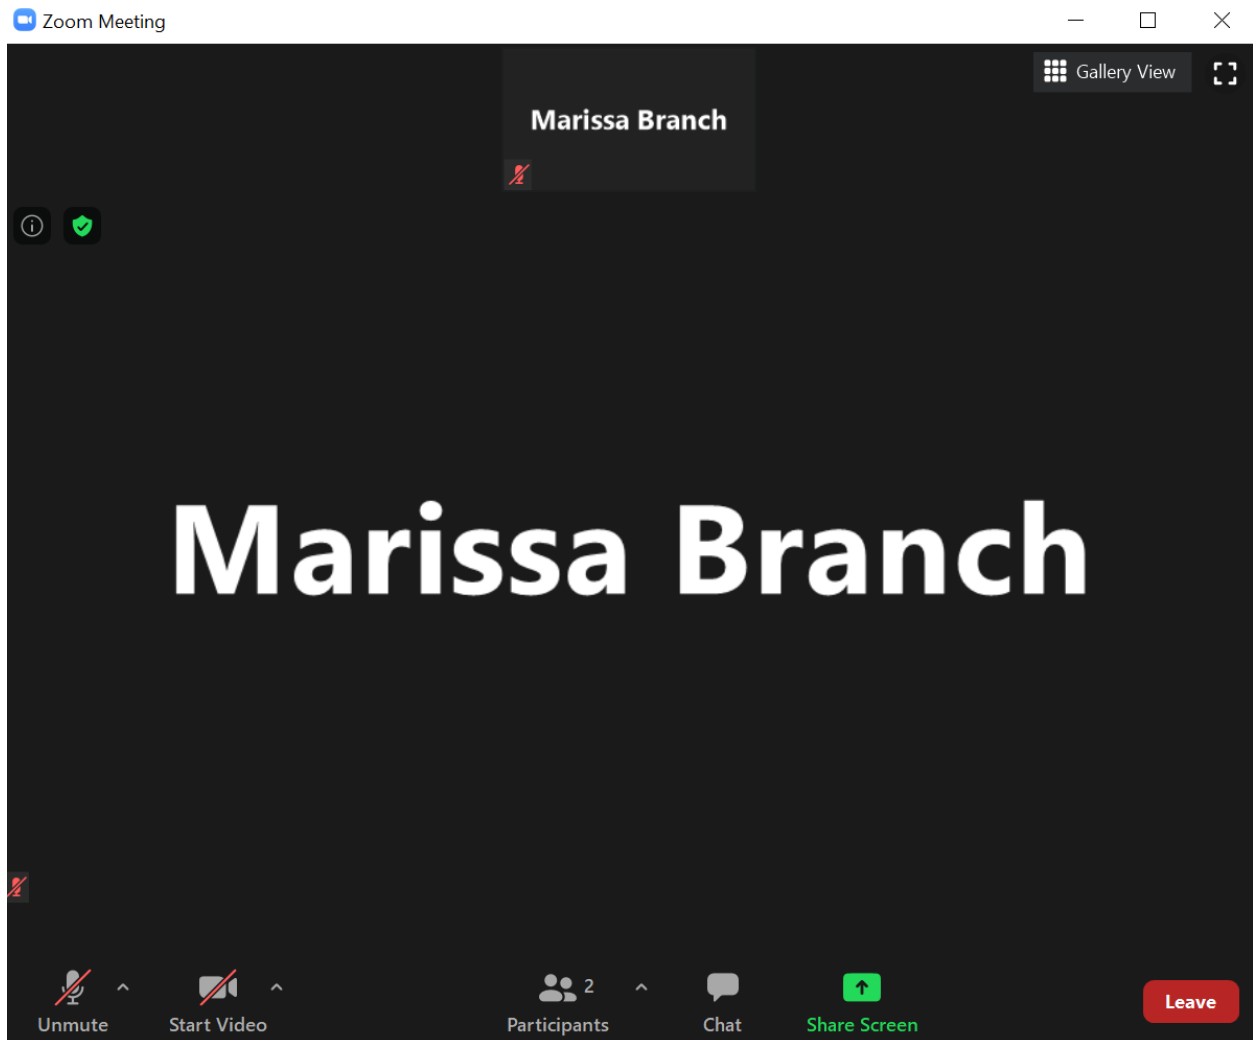 Zoom Meeting
Gallery View
Marissa Branch
Marissa Branch
Unmute
Start Video
2
Participants
Chat
Share Screen
Leave